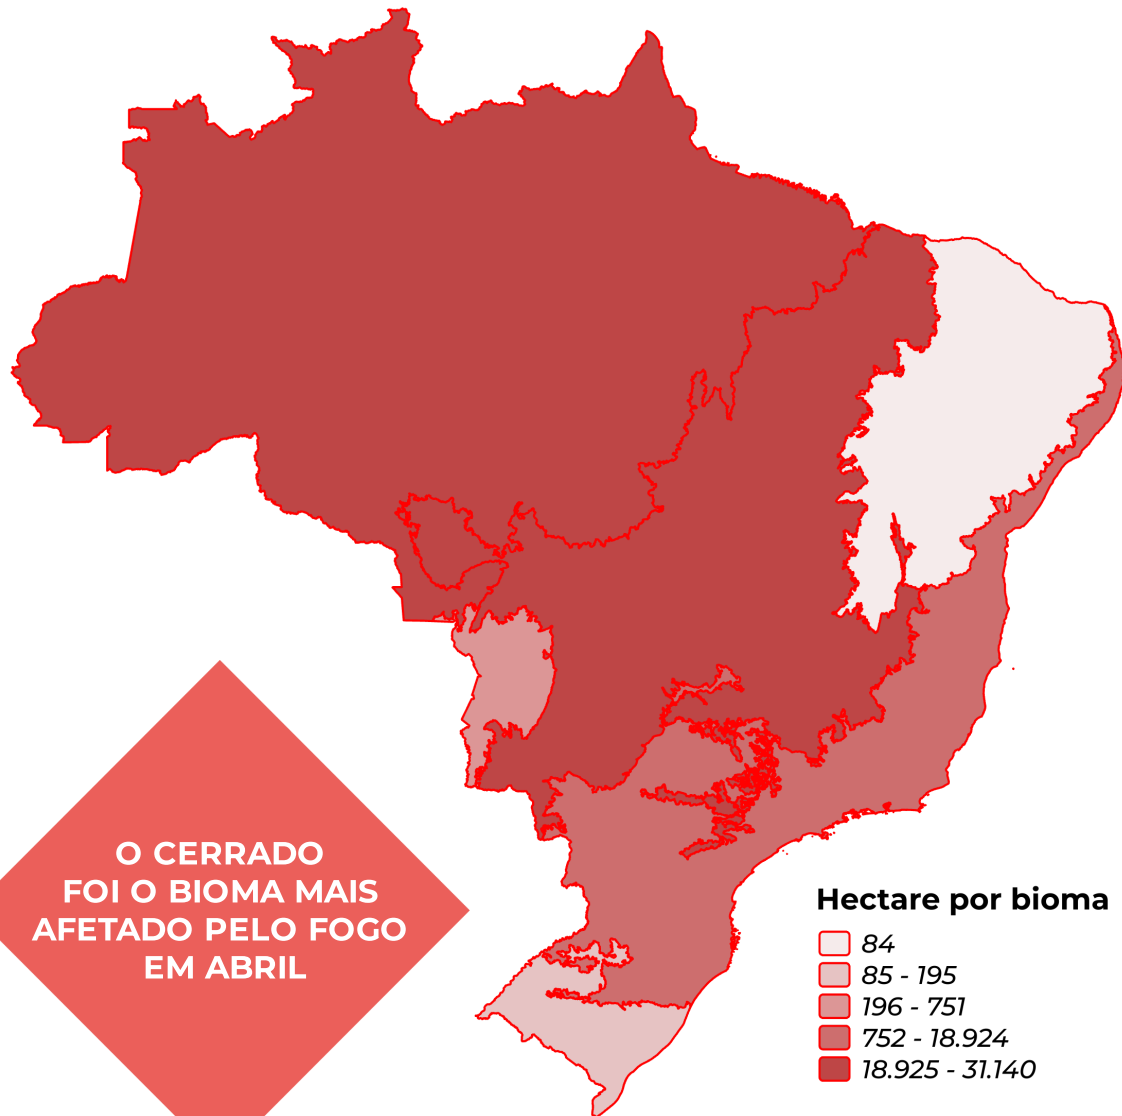 O CERRADO
FOI O BIOMA MAIS
AFETADO PELO FOGO
EM ABRIL
Hectare por bioma
84
85 - 195
196 - 751
752 - 18.924
18.925 - 31.140